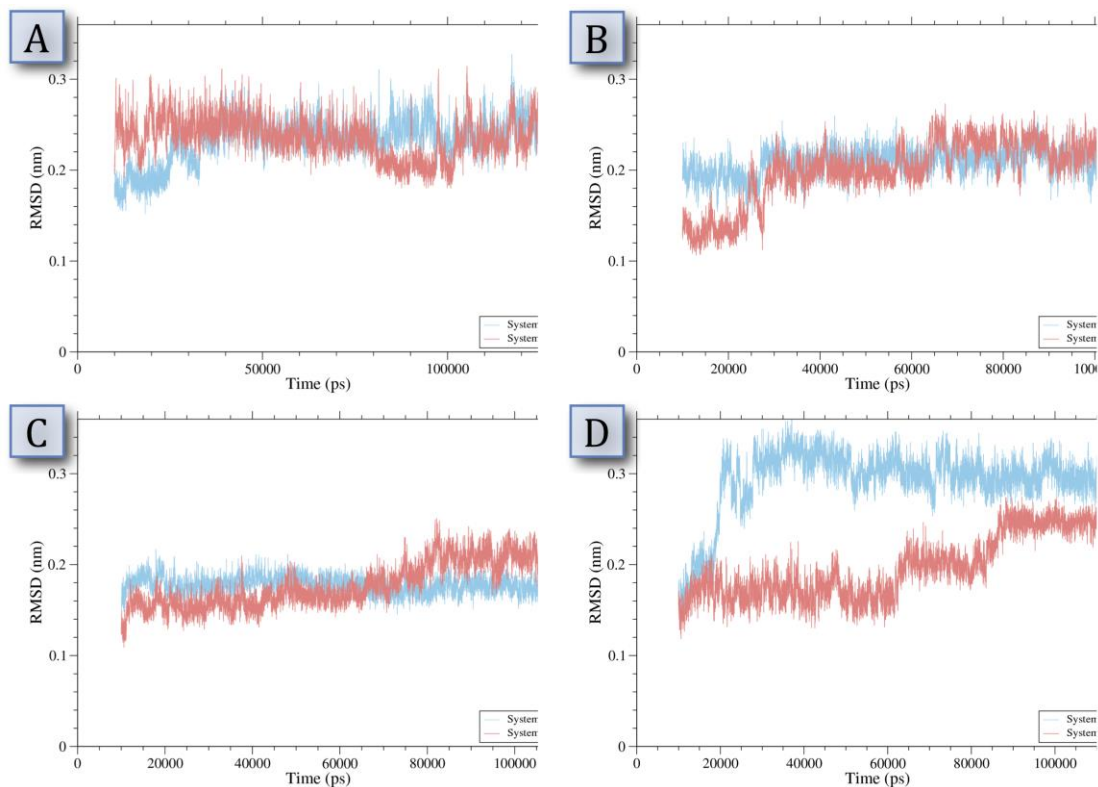 A
RMSD (nm)
0.3
0.2
0.1
0
0
50000
100000
Time (ps)
System
System
B
RMSD (nm)
0.3
0.2
0.1
0
0
20000
40000
60000
80000
1000
Time (ps)
System
System
C
RMSD (nm)
0.3
0.2
0.1
0
0
20000
40000
60000
80000
100000
Time (ps)
System
System
D
RMSD (nm)
0.3
0.2
0.1
0
0
20000
40000
60000
80000
100000
Time (ps)
System
System